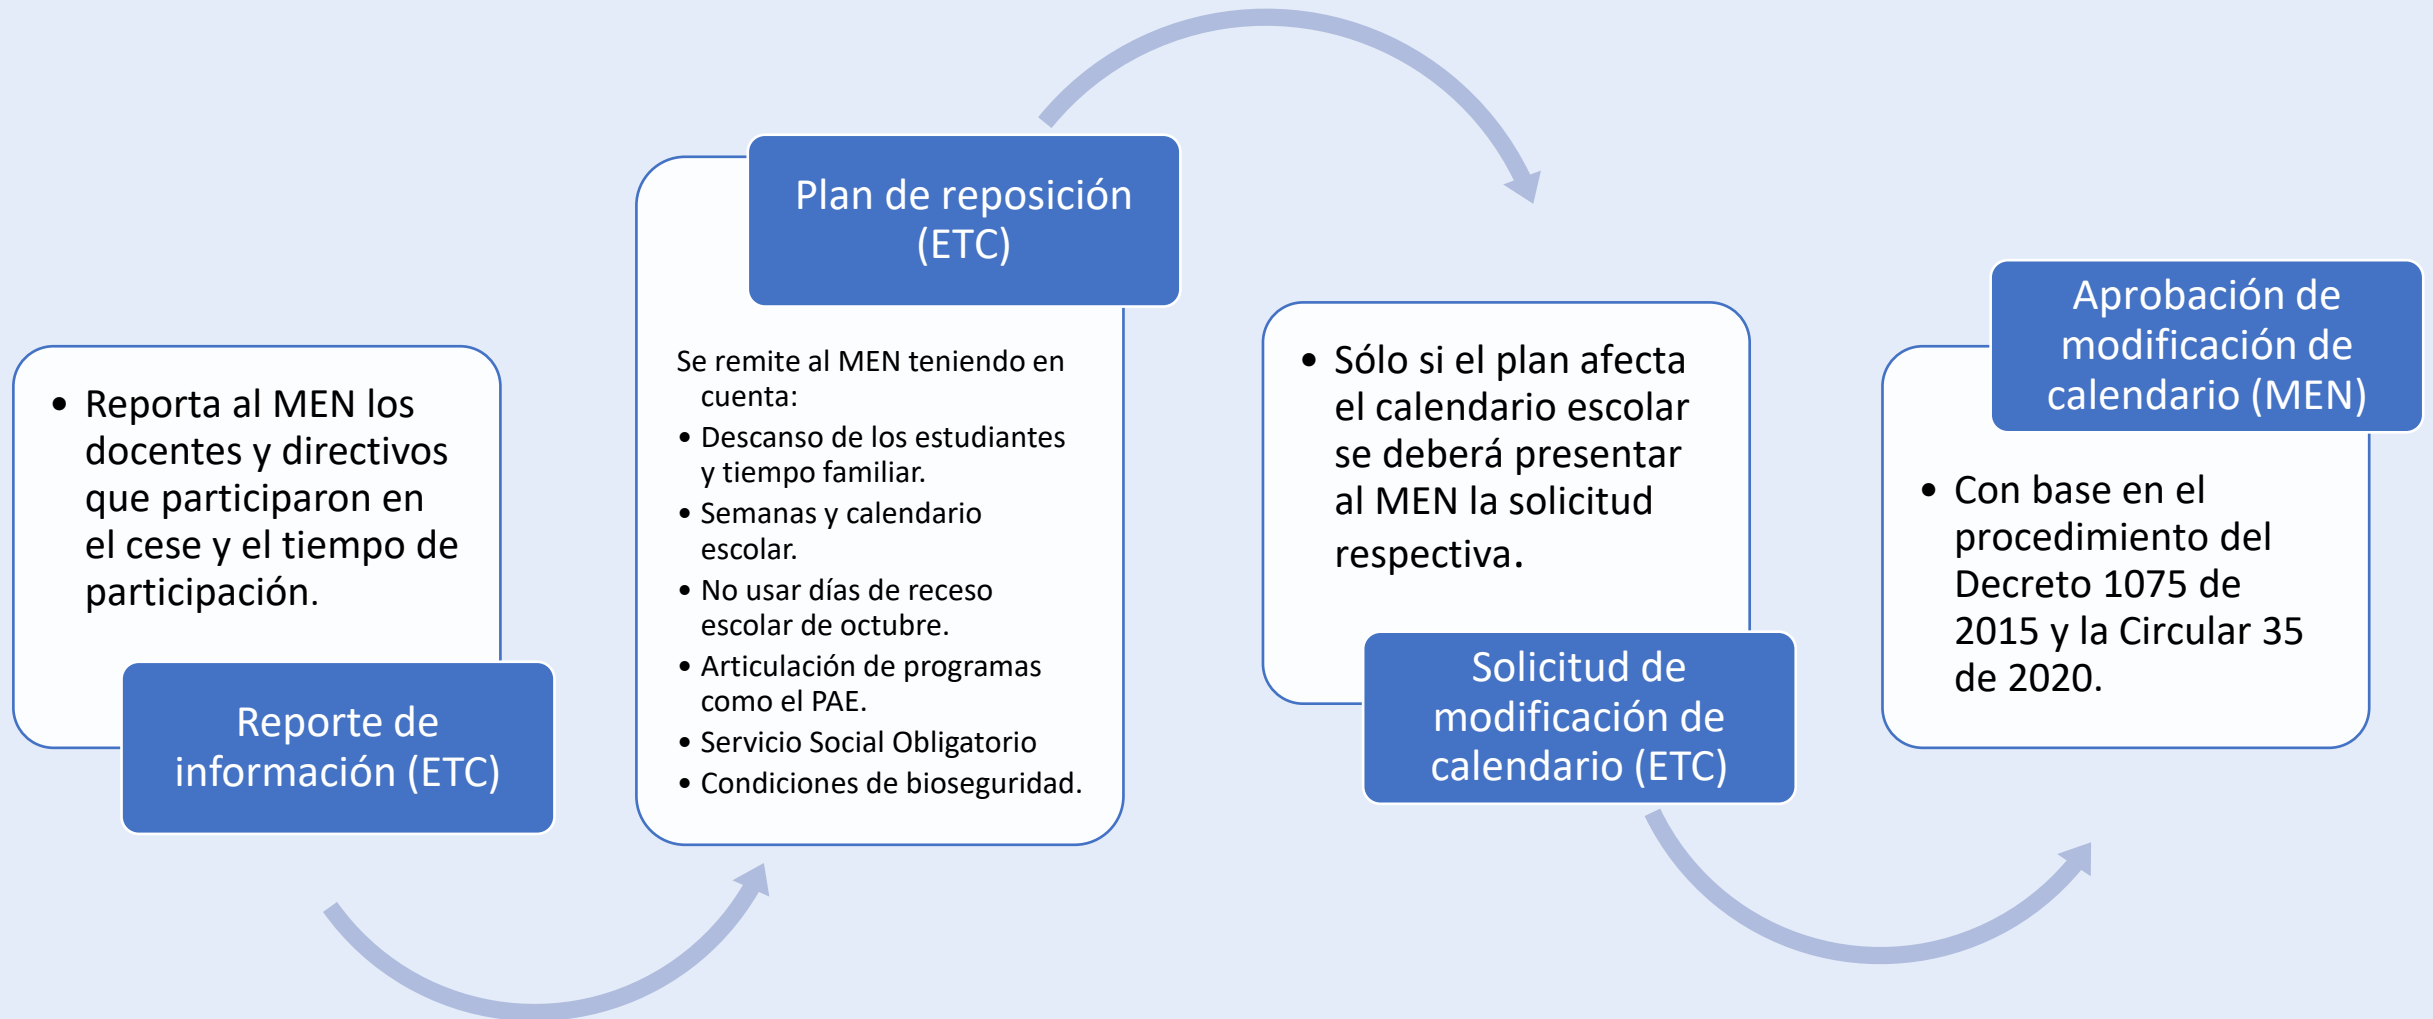 • Reporta al MEN los
docentes y directivos
que participaron en
el cese y el tiempo de
participación.
Reporte de
información (ETC)
Plan de reposición
(ETC)
Se remite al MEN teniendo en
cuenta:
• Descanso de los estudiantes
y tiempo familiar.
• Semanas y calendario
escolar.
• No usar días de receso
escolar de octubre.
• Articulación de programas
como el PAE.
• Servicio Social Obligatorio
• Condiciones de bioseguridad.
• Sólo si el plan afecta
el calendario escolar
se deberá presentar
al MEN la solicitud
respectiva.
Solicitud de
modificación de
calendario (ETC)
Aprobación de
modificación de
calendario (MEN)
• Con base en el
procedimiento del
Decreto 1075 de
2015 y la Circular 35
de 2020.